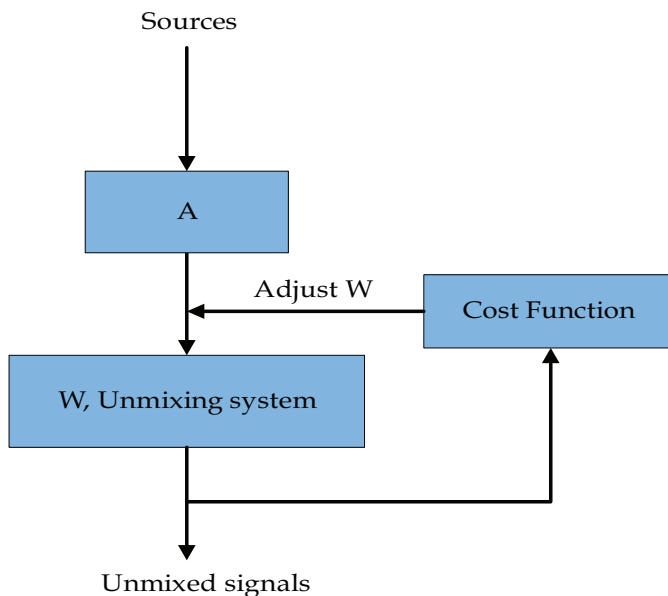 Sources
A
Adjust W
Cost Function
W, Unmixing system
Unmixed signals